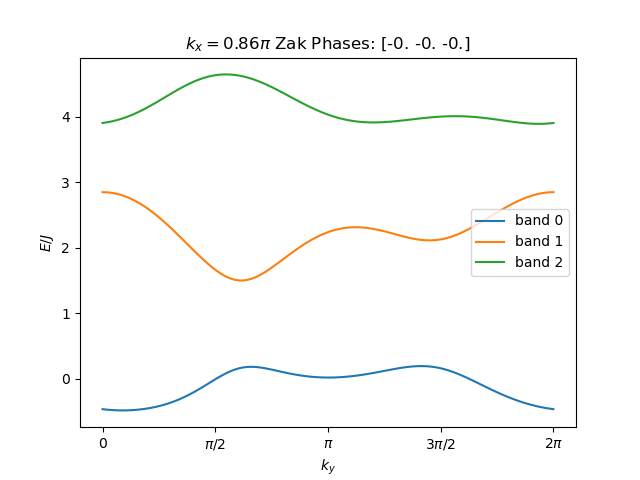 $k_x = 0.86\pi$ Zak Phases: [-0. -0. -0.]
E/J
4
3
2
1
0
band 0
band 1
band 2
0
π/2
π
3π/2
2π
$k_y$